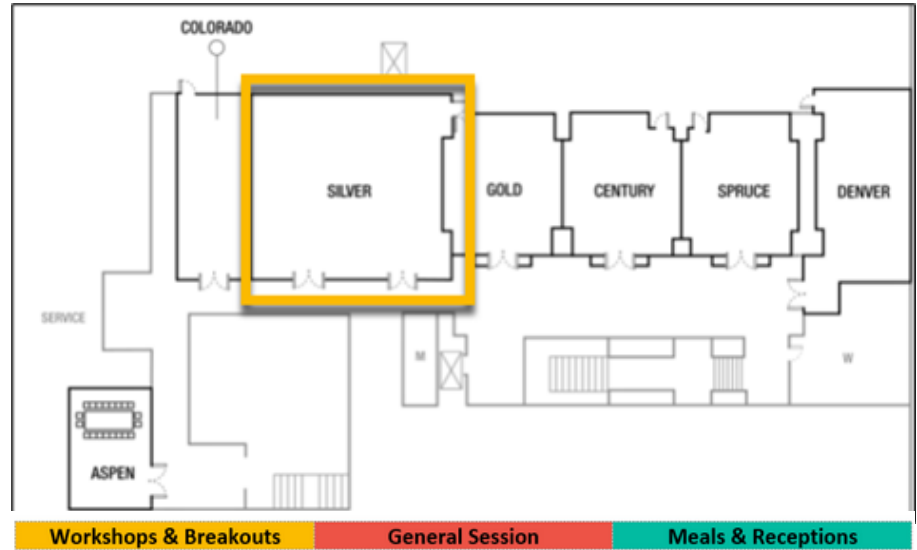 COLORADO
SILVER
GOLD
CENTURY
SPRUCE
DENVER
SERVICE
M
W
ASPEN
Workshops & Breakouts
General Session
Meals & Receptions